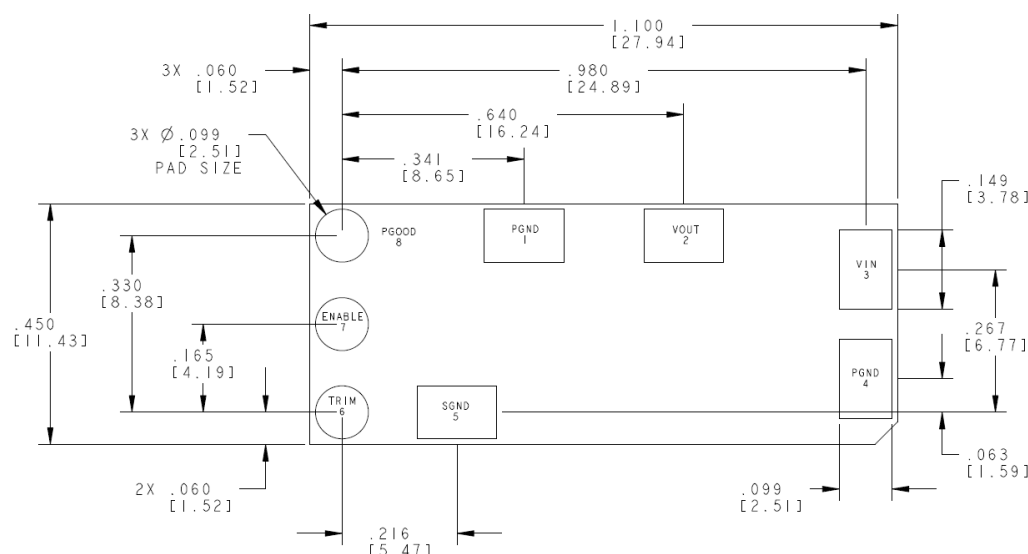 1.100
[27.94]
3X .060
[1.52]
.980
[24.89]
.640
[16.24]
3X Ø.099
[2.51]
PAD SIZE
.341
[8.65]
.149
[3.78]
PGOOD
8
PGND
1
VOUT
2
VIN
3
.330
[8.38]
ENABLE
7
.450
[11.43]
.165
[4.19]
.267
[6.77]
PGND
4
TRIM
6
SGND
5
2X .060
[1.52]
.063
[1.59]
.099
[2.51]
.216
[5.47]